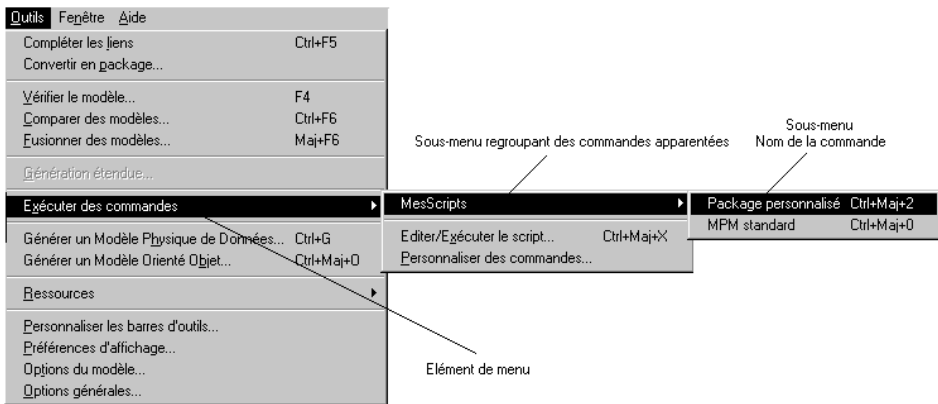 Outils Fenêtre Aide
Compléter les liens Ctrl+F5
Convertir en package...
Vérifier le modèle... F4
Comparer des modèles... Ctrl+F6
Fusionner des modèles... Maj+F6
Génération étendue...
Exécuter des commandes
Générer un Modèle Physique de Données... Ctrl+G
Générer un Modèle Orienté Objet... Ctrl+Maj+O
Ressources
Personnaliser les barres d'outils...
Préférences d'affichage...
Options du modèle...
Options générales...
Sous-menu regroupant des commandes apparentées
MesScripts
Editer/Exécuter le script... Ctrl+Maj+X
Personnaliser des commandes...
Sous-menu
Nom de la commande
Package personnalisé Ctrl+Maj+2
MPM standard Ctrl+Maj+0
Elément de menu